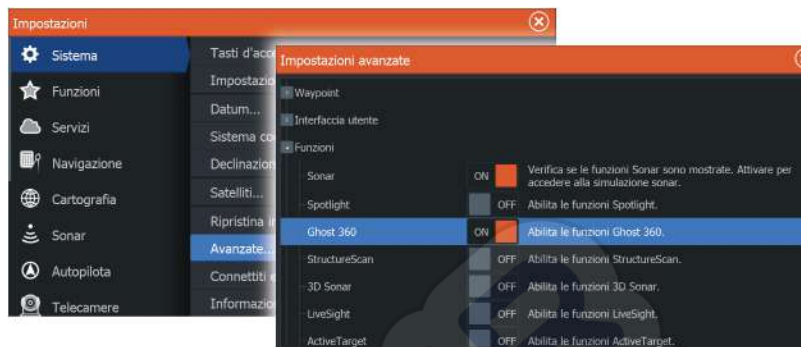 Impostazioni
Sistema
Funzioni
Servizi
Navigazione
Cartografia
Sonar
Autopilota
Telecamere
Tasti d'acce
Impostazio
Datum...
Sistema co
Declinazion
Satelliti...
Ripristina i
Avanzate...
Connettiti e
Informazio
Impostazioni avanzate
Waypoint
Interfaccia utente
Funzioni
Sonar ON Verifica se le funzioni Sonar sono mostrate. Attivare per
accedere alla simulazione sonar.
Spotlight OFF Abilita le funzioni Spotlight.
Ghost 360 ON Abilita le funzioni Ghost 360.
StructureScan OFF Abilita le funzioni StructureScan.
3D Sonar OFF Abilita le funzioni 3D Sonar.
LiveSight OFF Abilita le funzioni LiveSight.
ActiveTarget OFF Abilita le funzioni ActiveTarget.